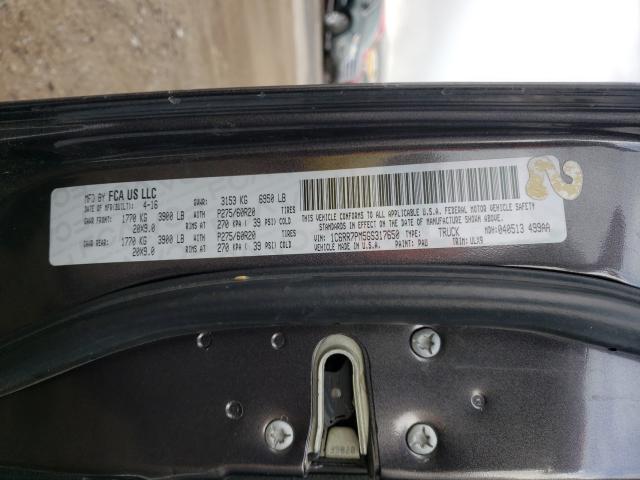 MFD BY FCA US LLC
DATE OF MFR(BUILT): 4-16
GVWR: 3153 KG 6950 LB
GAWR FRONT: 1770 KG 3900 LB WITH P275/60R20 TIRES
20X9.0 RIMS AT 270 KPA ( 39 PSI) COLD
GAWR REAR: 1770 KG 3900 LB WITH P275/60R20 TIRES
20X9.0 RIMS AT 270 KPA ( 39 PSI) COLD
THIS VEHICLE CONFORMS TO ALL APPLICABLE U.S.A. FEDERAL MOTOR VEHICLE SAFETY
STANDARDS IN EFFECT ON THE DATE OF MANUFACTURE SHOWN ABOVE.
VIN: 1C6RR7PM5GS317650 TYPE: TRUCK MDH: 040513 499AA
VEHICLE MADE IN U.S.A. PAINT: PAU TRIM: ULX9
2